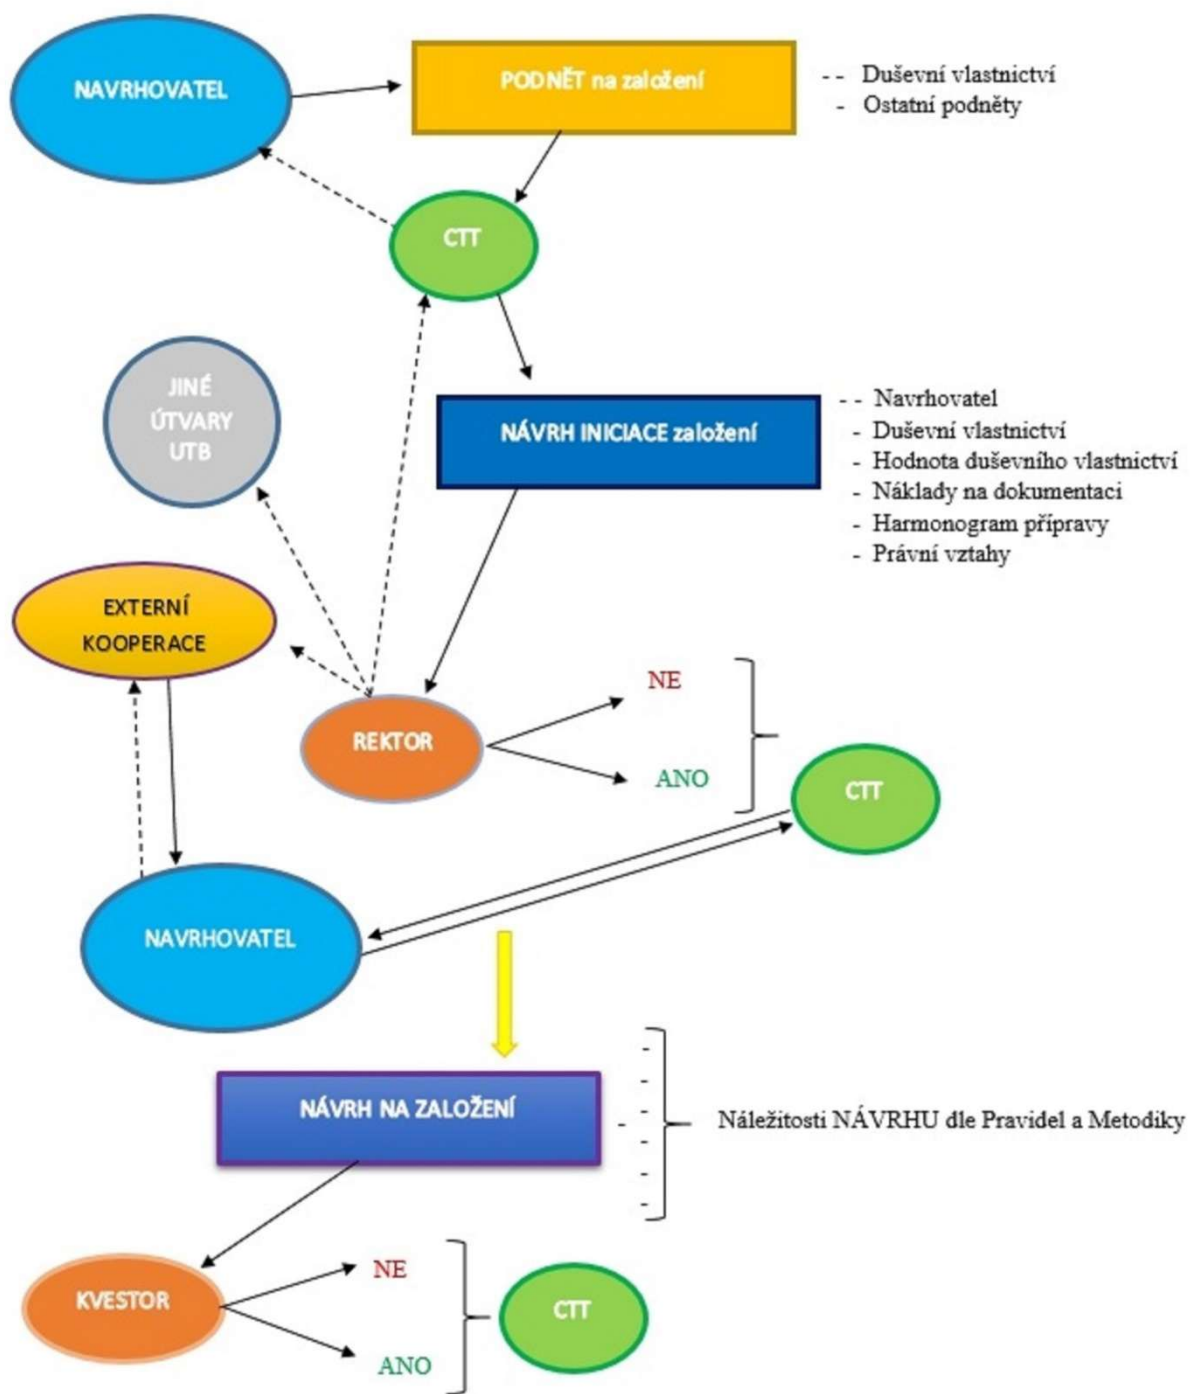 NAVRHOVATEL
PODNĚT na založení
- - Duševní vlastnictví
- Ostatní podněty
CTT
JINÉ
ÚTVARY
UTB
NÁVRH INICIACE založení
- - Navrhovatel
- Duševní vlastnictví
- Hodnota duševního vlastnictví
- Náklady na dokumentaci
- Harmonogram přípravy
- Právní vztahy
EXTERNÍ
KOOPERACE
REKTOR
NE
ANO
CTT
NAVRHOVATEL
NÁVRH NA ZALOŽENÍ
Náležitosti NÁVRHU dle Pravidel a Metodiky
KVESTOR
NE
ANO
CTT